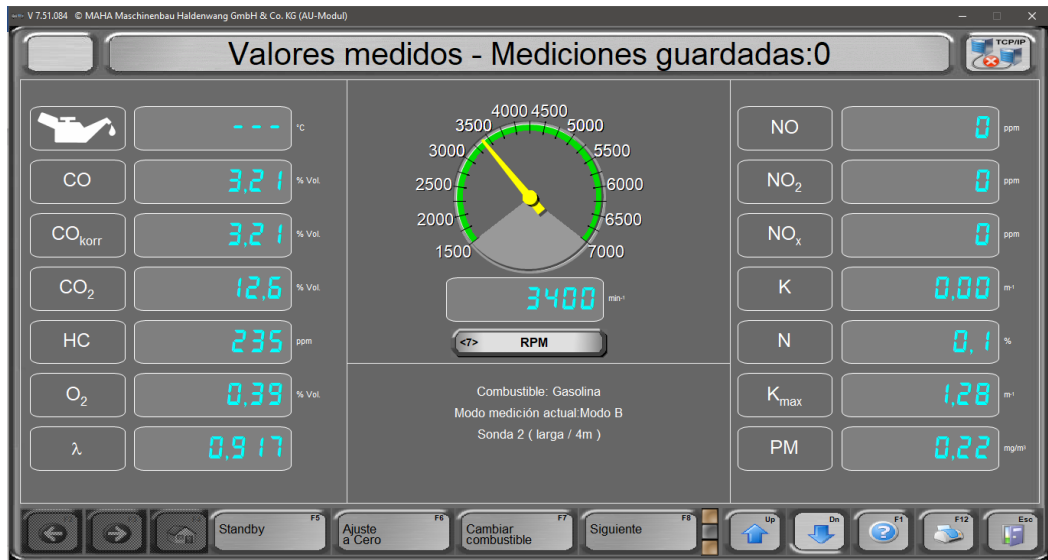 V 7.51.084 © MAHA Maschinenbau Haldenwang GmbH & Co. KG (AU-Modul)
Valores medidos - Mediciones guardadas:0
TCP/IP
- - - °C
CO 3,21 % Vol.
COkorr 3,21 % Vol.
CO2 12,6 % Vol.
HC 235 ppm
O2 0,39 % Vol.
λ 0,917
1500 2000 2500 3000 3500 4000 4500 5000 5500 6000 6500 7000
3400 min-1
<7> RPM
Combustible: Gasolina
Modo medición actual:Modo B
Sonda 2 ( larga / 4m )
NO 0 ppm
NO2 0 ppm
NOx 0 ppm
K 0,00 m-1
N 0,1 %
Kmax 1,28 m-1
PM 0,22 mg/m³
Standby F5
Ajuste a Cero F6
Cambiar combustible F7
Siguiente F8
Up
Dn
F1
F12
Esc